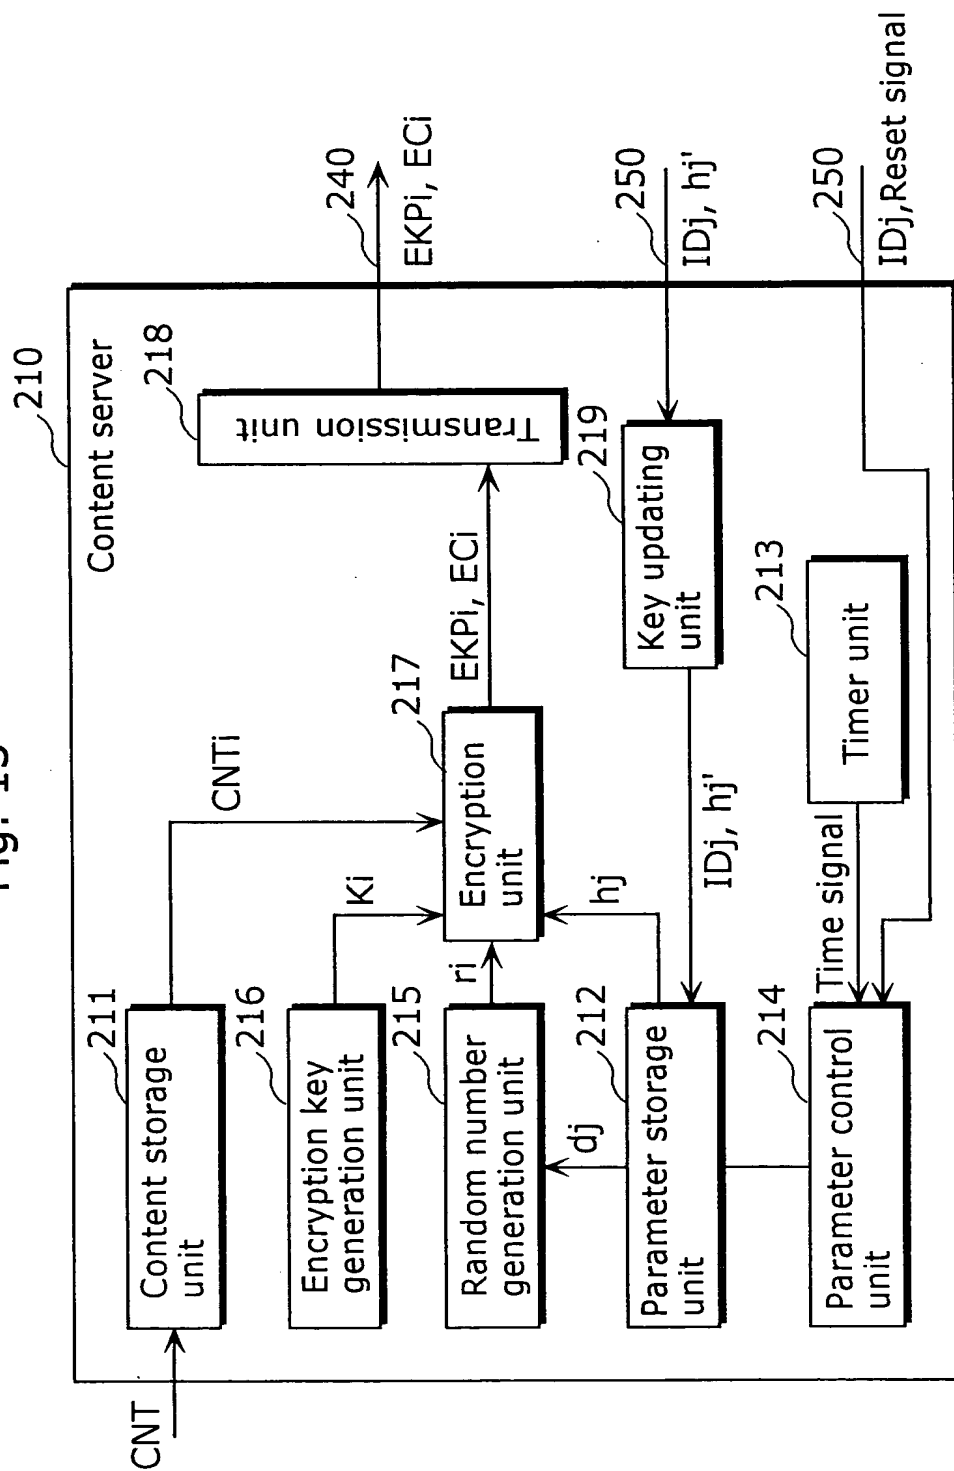 210
Content server
CNT
211
Content storage
unit
CNTi
216
Encryption key
generation unit
Ki
215
Random number
generation unit
ri
217
Encryption
unit
EKPi, ECi
218
Transmission unit
240
EKPi, ECi
dj
212
Parameter storage
unit
hj
IDj, hj'
219
Key updating
unit
250
IDj, hj'
214
Parameter control
unit
Time signal
213
Timer unit
250
IDj,Reset signal